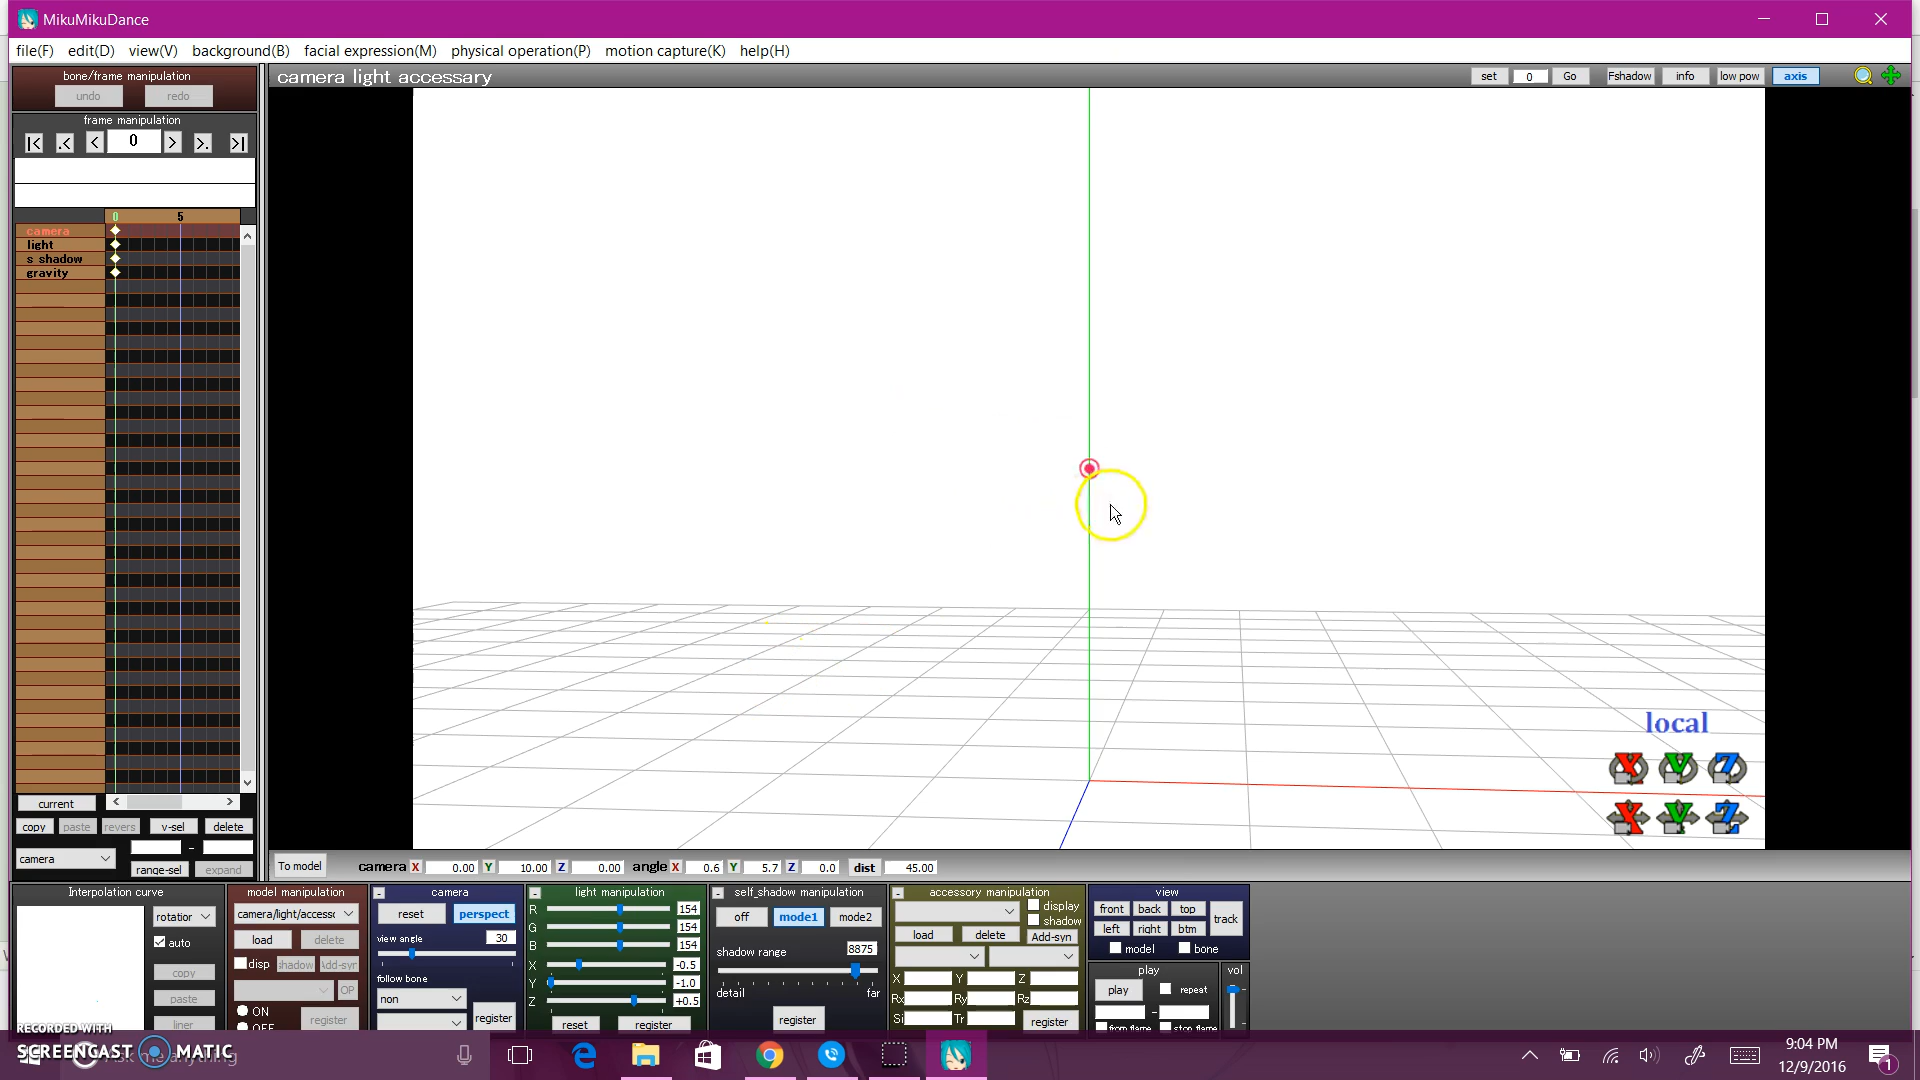 MikuMikuDance
file(F) edit(D) view(V) background(B) facial expression(M) physical operation(P) motion capture(K) help(H)
bone/frame manipulation
undo redo
camera light accessary
set 0 Go Fshadow info low pow axis
frame manipulation
|< .< < 0 > >. >|
0 5
camera
light
s shadow
gravity
local
X Y Z
X Y Z
current < >
copy paste revers v-sel delete
camera -
range-sel expand
To model camera X 0.00 Y 10.00 Z 0.00 angle X 0.6 Y 5.7 Z 0.0 dist 45.00
Interpolation curve
rotation
auto
copy
paste
liner
model manipulation
camera/light/accessc
load delete
disp shadow Add-syn
OP
ON
OFF
register
- camera
reset perspect
view angle 30
follow bone
non
register
- light manipulation
R 154
G 154
B 154
X -0.5
Y -1.0
Z +0.5
reset register
- self_shadow manipulation
off mode1 mode2
shadow range 8875
detail far
register
- accessory manipulation
display
shadow
load delete Add-syn
X Y Z
Rx Ry Rz
Si Tr
register
view
front back top
left right btm
track
model bone
play
play repeat
-
from flame stop flame
vol
RECORDED WITH
SCREENCAST MATIC
Ask me anything
9:04 PM
12/9/2016
1